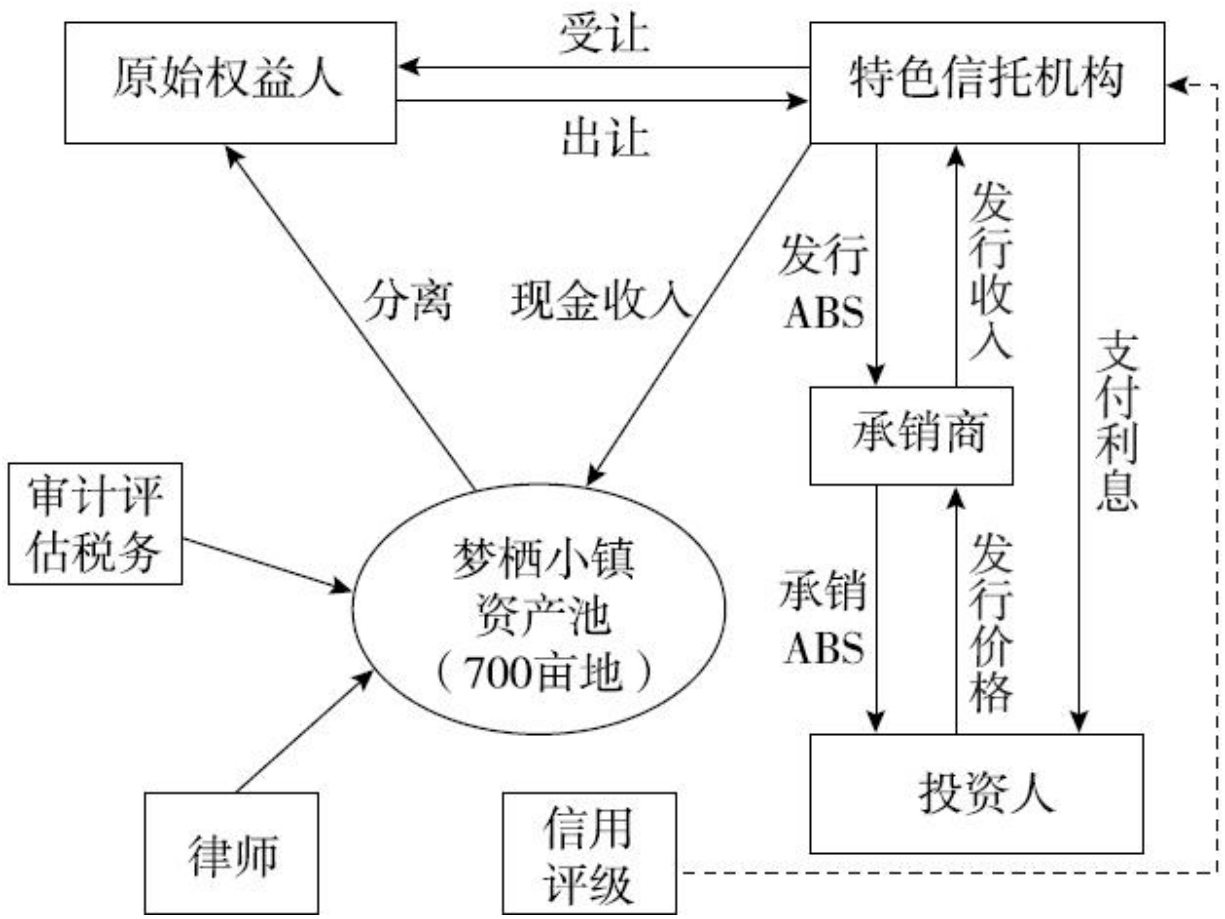 受让
原始权益人
特色信托机构
出让
分离
现金收入
发行
ABS
发行收入
支付利息
承销商
审计评
估税务
梦栖小镇
资产池
（700亩地）
承销
ABS
发行价格
投资人
律师
信用
评级